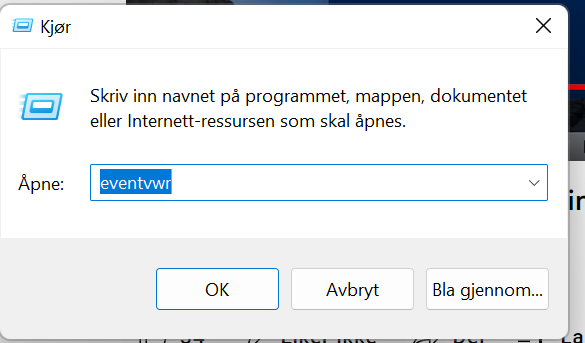 Kjør
Skriv inn navnet på programmet, mappen, dokumentet
eller Internett-ressursen som skal åpnes.
Åpne:
eventvwr
OK
Avbryt
Bla gjennom...